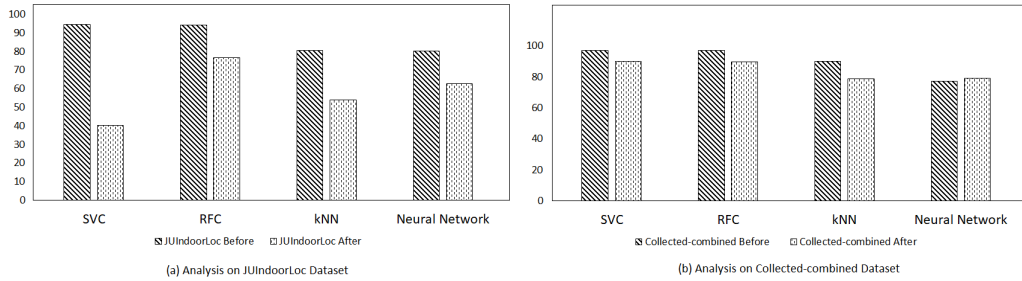 100
90
80
70
60
50
40
30
20
10
0
SVC RFC kNN Neural Network
JUIndoorLoc Before JUIndoorLoc After
(a) Analysis on JUIndoorLoc Dataset
100
80
60
40
20
0
SVC RFC kNN Neural Network
Collected-combined Before Collected-combined After
(b) Analysis on Collected-combined Dataset